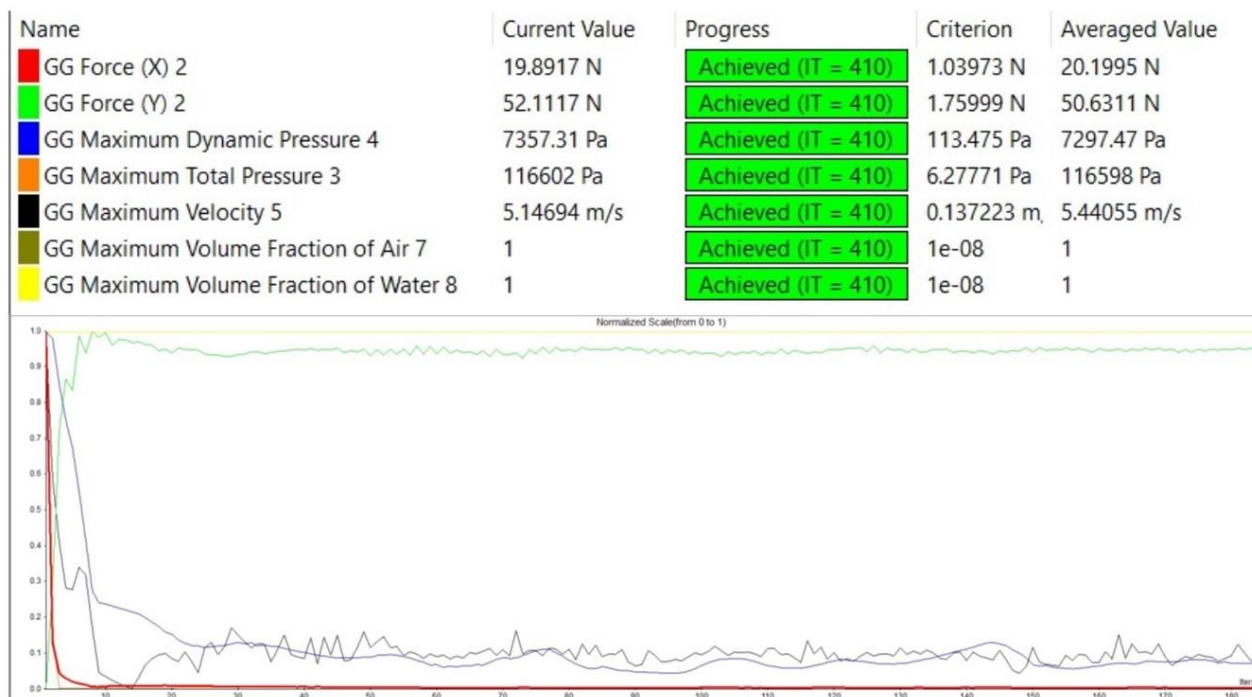 Name Current Value Progress Criterion Averaged Value
GG Force (X) 2 19.8917 N Achieved (IT = 410) 1.03973 N 20.1995 N
GG Force (Y) 2 52.1117 N Achieved (IT = 410) 1.75999 N 50.6311 N
GG Maximum Dynamic Pressure 4 7357.31 Pa Achieved (IT = 410) 113.475 Pa 7297.47 Pa
GG Maximum Total Pressure 3 116602 Pa Achieved (IT = 410) 6.27771 Pa 116598 Pa
GG Maximum Velocity 5 5.14694 m/s Achieved (IT = 410) 0.137223 m, 5.44055 m/s
GG Maximum Volume Fraction of Air 7 1 Achieved (IT = 410) 1e-08 1
GG Maximum Volume Fraction of Water 8 1 Achieved (IT = 410) 1e-08 1
Normalized Scale(from 0 to 1)
1.0
0.9
0.8
0.7
0.6
0.5
0.4
0.3
0.2
0.1
0.0
Iter
10 20 30 40 50 60 70 80 90 100 110 120 130 140 150 160 170 180